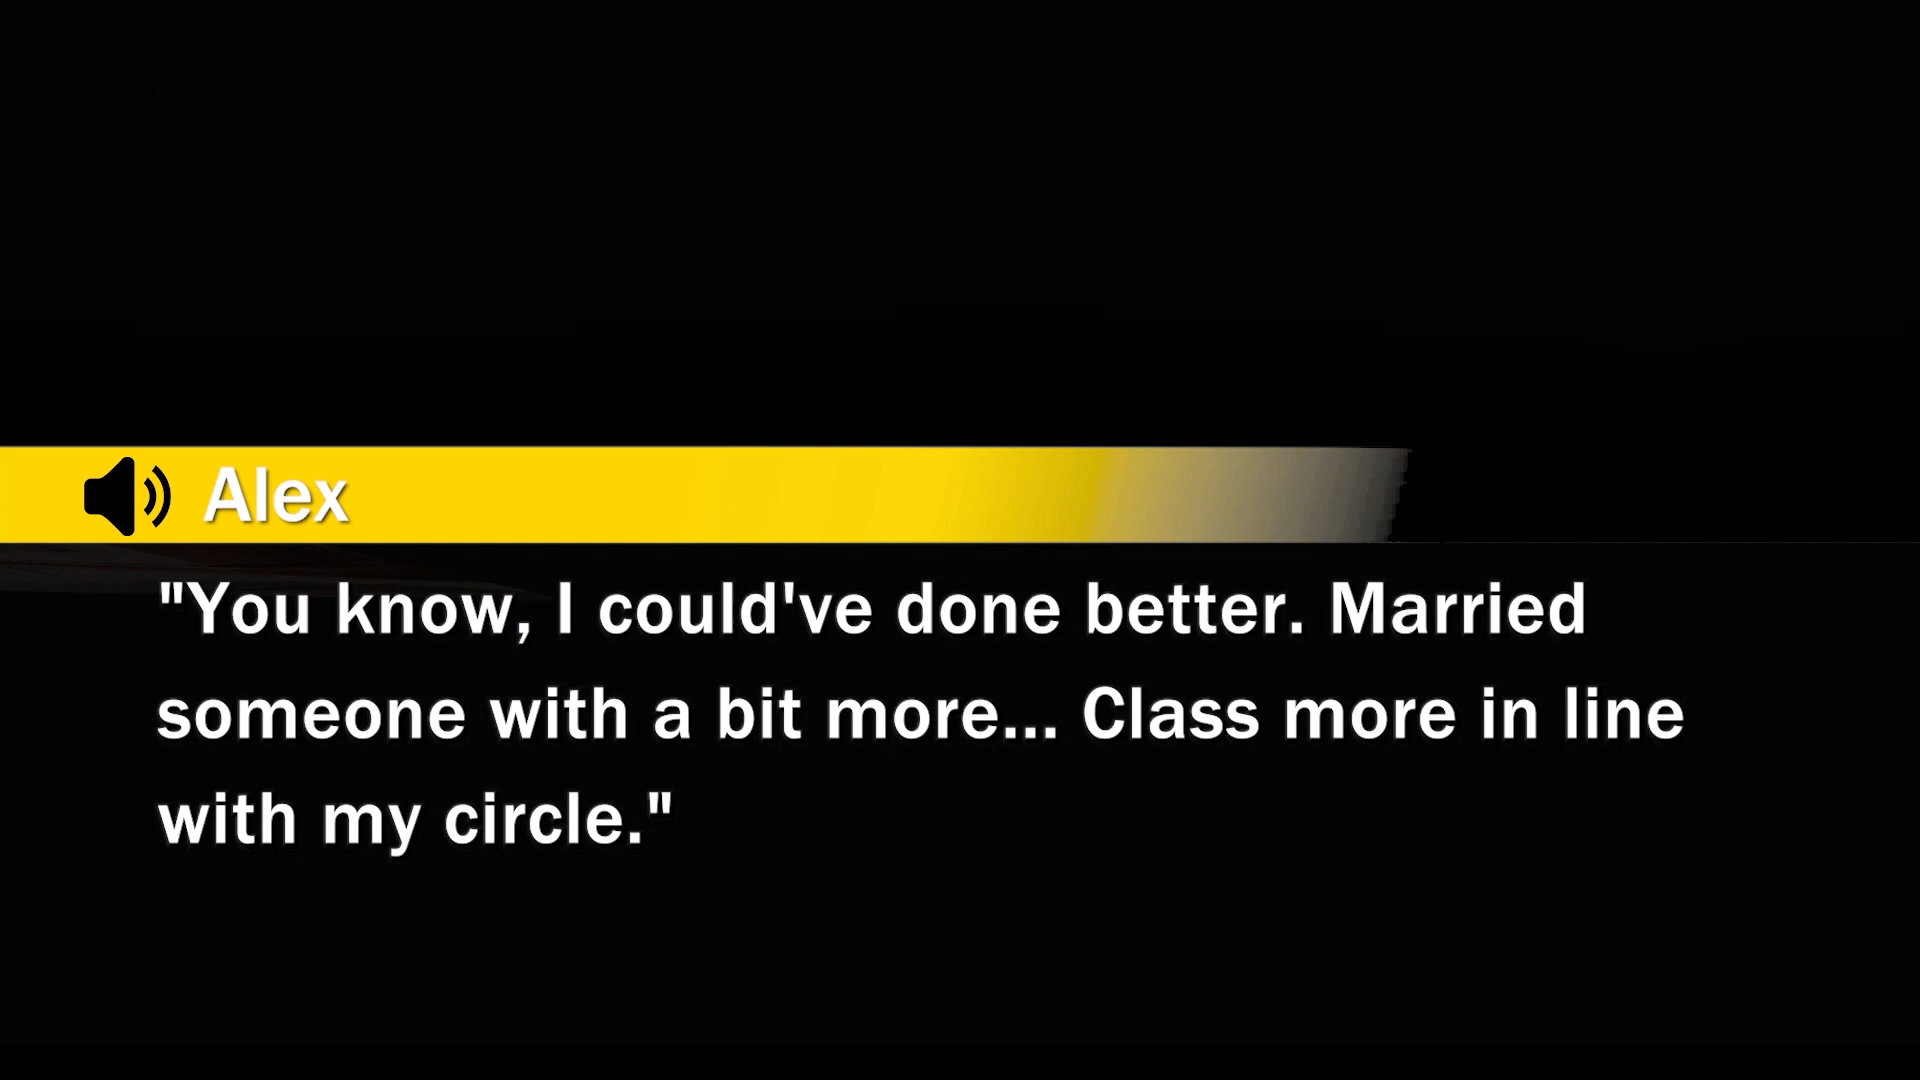 Alex
"You know, I could've done better. Married
someone with a bit more... Class more in line
with my circle."